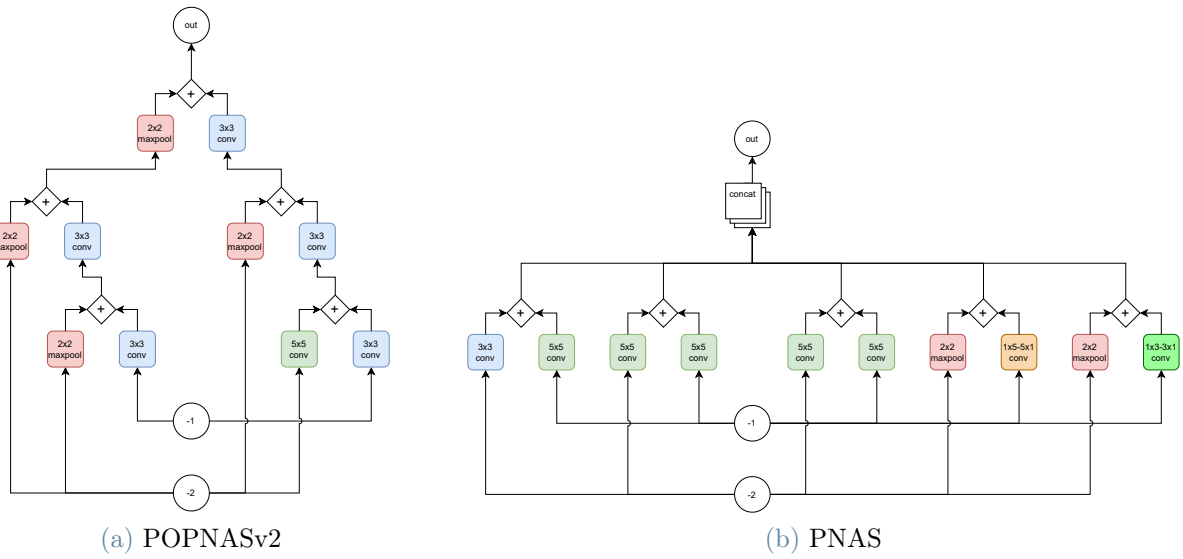 out
+
2x2
maxpool
3x3
conv
+
+
2x2
maxpool
3x3
conv
2x2
maxpool
3x3
conv
+
+
2x2
maxpool
3x3
conv
5x5
conv
3x3
conv
-1
-2
(a) POPNASv2
out
concat
+
+
+
+
+
3x3
conv
5x5
conv
5x5
conv
5x5
conv
5x5
conv
5x5
conv
2x2
maxpool
1x5-5x1
conv
2x2
maxpool
1x3-3x1
conv
-1
-2
(b) PNAS